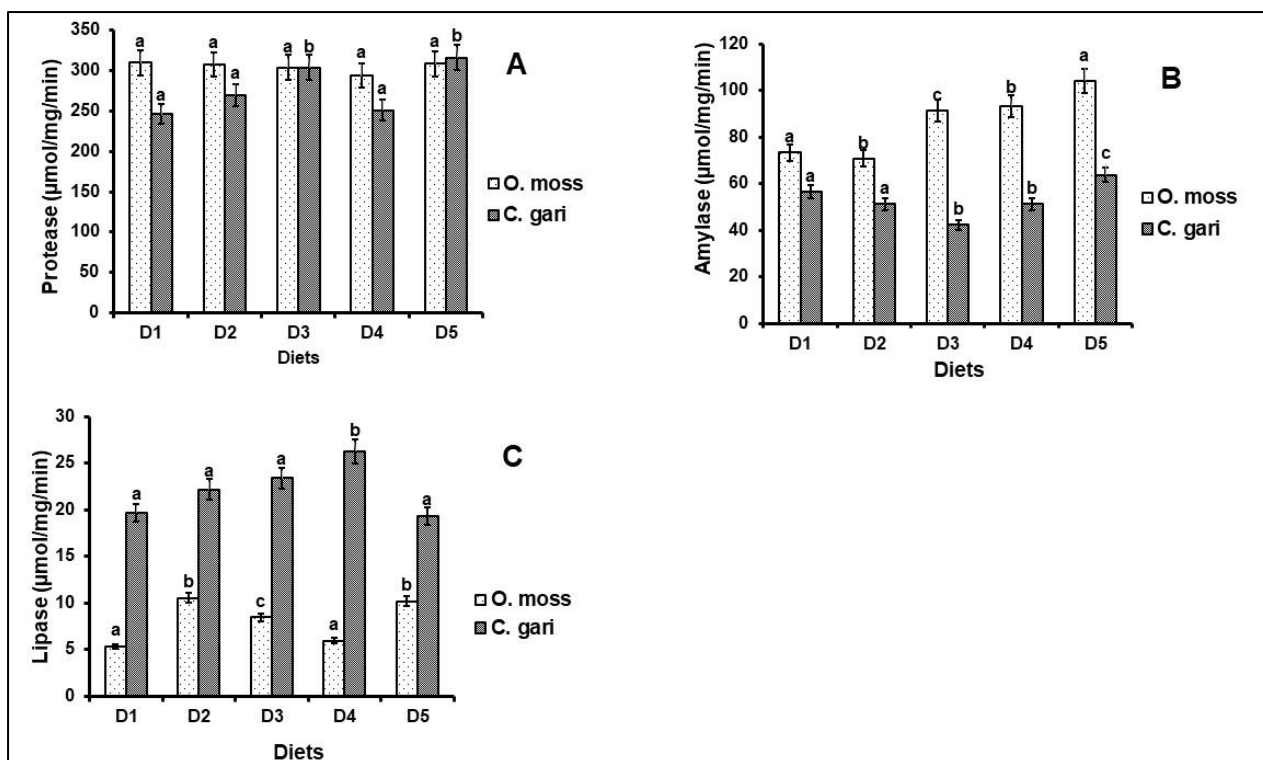 350
300
250
200
150
100
50
0
Protease (µmol/mg/min)
a a a a a b a a a b
A
O. moss
C. gari
D1 D2 D3 D4 D5
Diets
120
100
80
60
40
20
0
Amylase (µmol/mg/min)
a a b a c b b b a c
B
O. moss
C. gari
D1 D2 D3 D4 D5
Diets
30
25
20
15
10
5
0
Lipase (µmol/mg/min)
a a b a c a a b b a
C
O. moss
C. gari
D1 D2 D3 D4 D5
Diets